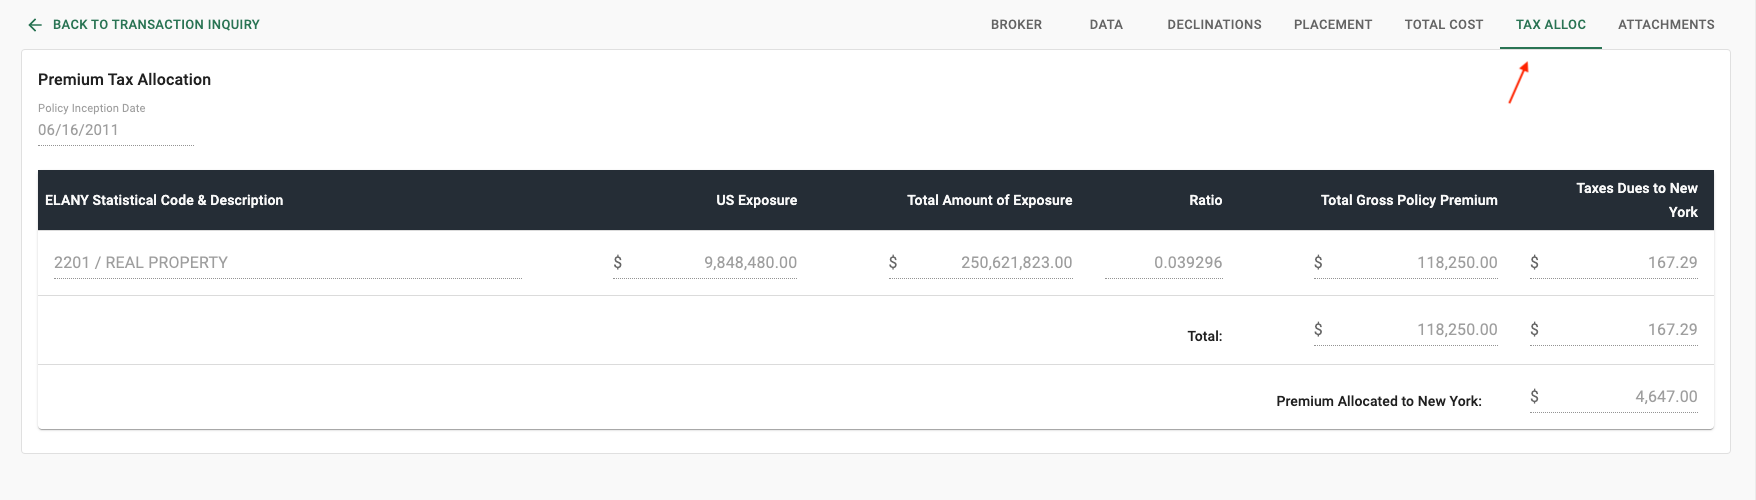 BACK TO TRANSACTION INQUIRY BROKER DATA DECLINATIONS PLACEMENT TOTAL COST TAX ALLOC ATTACHMENTS
Premium Tax Allocation
Policy Inception Date
06/16/2011
ELANY Statistical Code & Description US Exposure Total Amount of Exposure Ratio Total Gross Policy Premium Taxes Dues to New
York
2201 / REAL PROPERTY $ 9,848,480.00 $ 250,621,823.00 0.039296 $ 118,250.00 $ 167.29
Total: $ 118,250.00 $ 167.29
Premium Allocated to New York: $ 4,647.00